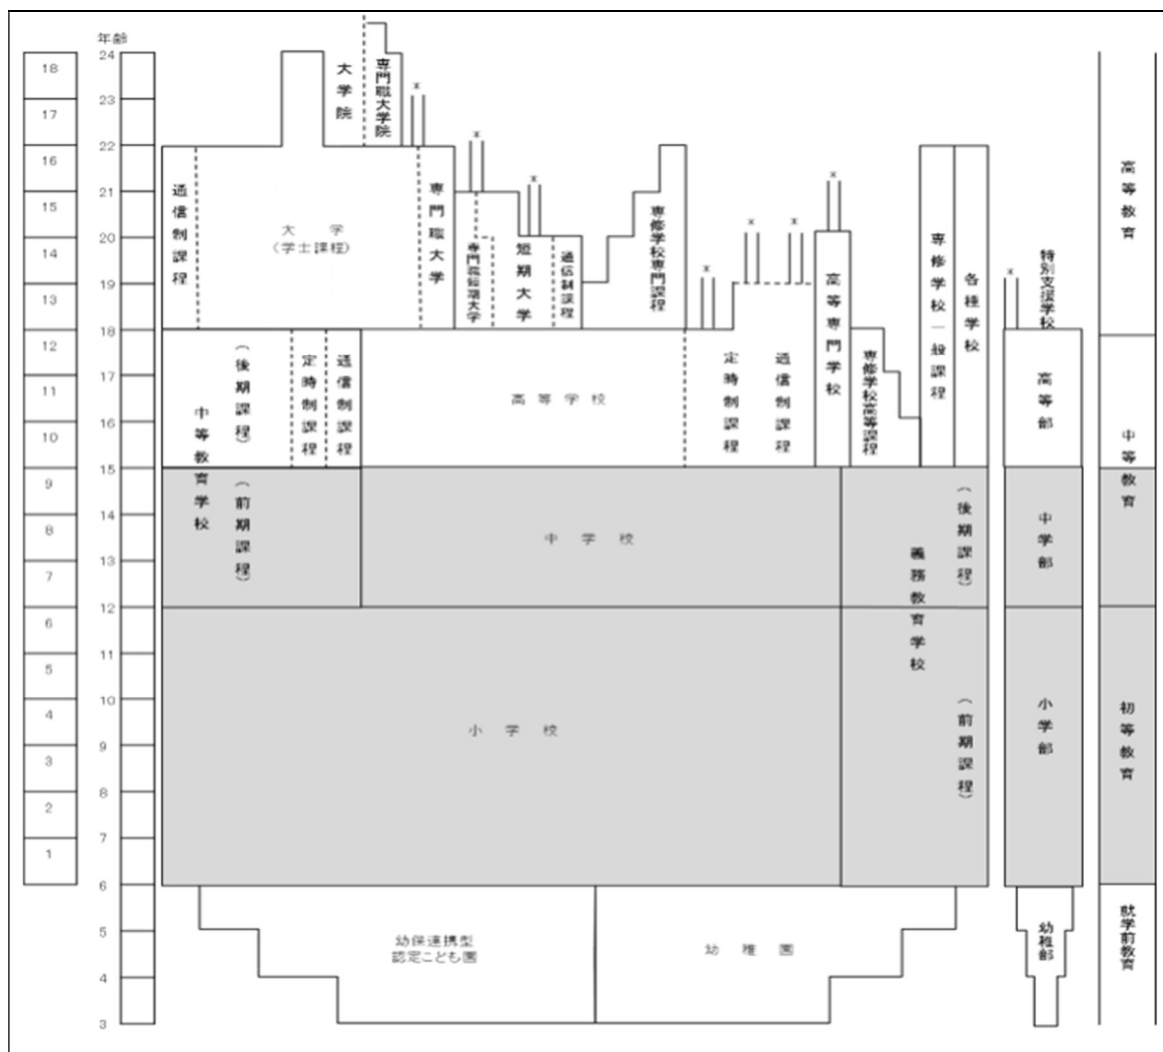 年齢
24
23
22
21
20
19
18
17
16
15
14
13
12
11
10
9
8
7
6
5
4
3
18
17
16
15
14
13
12
11
10
9
8
7
6
5
4
3
2
1
大学院
専門職大学院
*
*
*
*
*
*
*
*
通信制課程
大学
(学士課程)
専門職大学
専門職短期大学
短期大学
通信制課程
専修学校専門課程
高等専門学校
専修学校一般課程
各種学校
特別支援学校
中等教育学校
(後期課程)
定時制課程
通信制課程
高等学校
定時制課程
通信制課程
専修学校高等課程
高等部
(前期課程)
中学校
義務教育学校
(後期課程)
中学部
小学校
(前期課程)
小学部
幼保連携型
認定こども園
幼稚園
幼稚部
高等教育
中等教育
初等教育
就学前教育